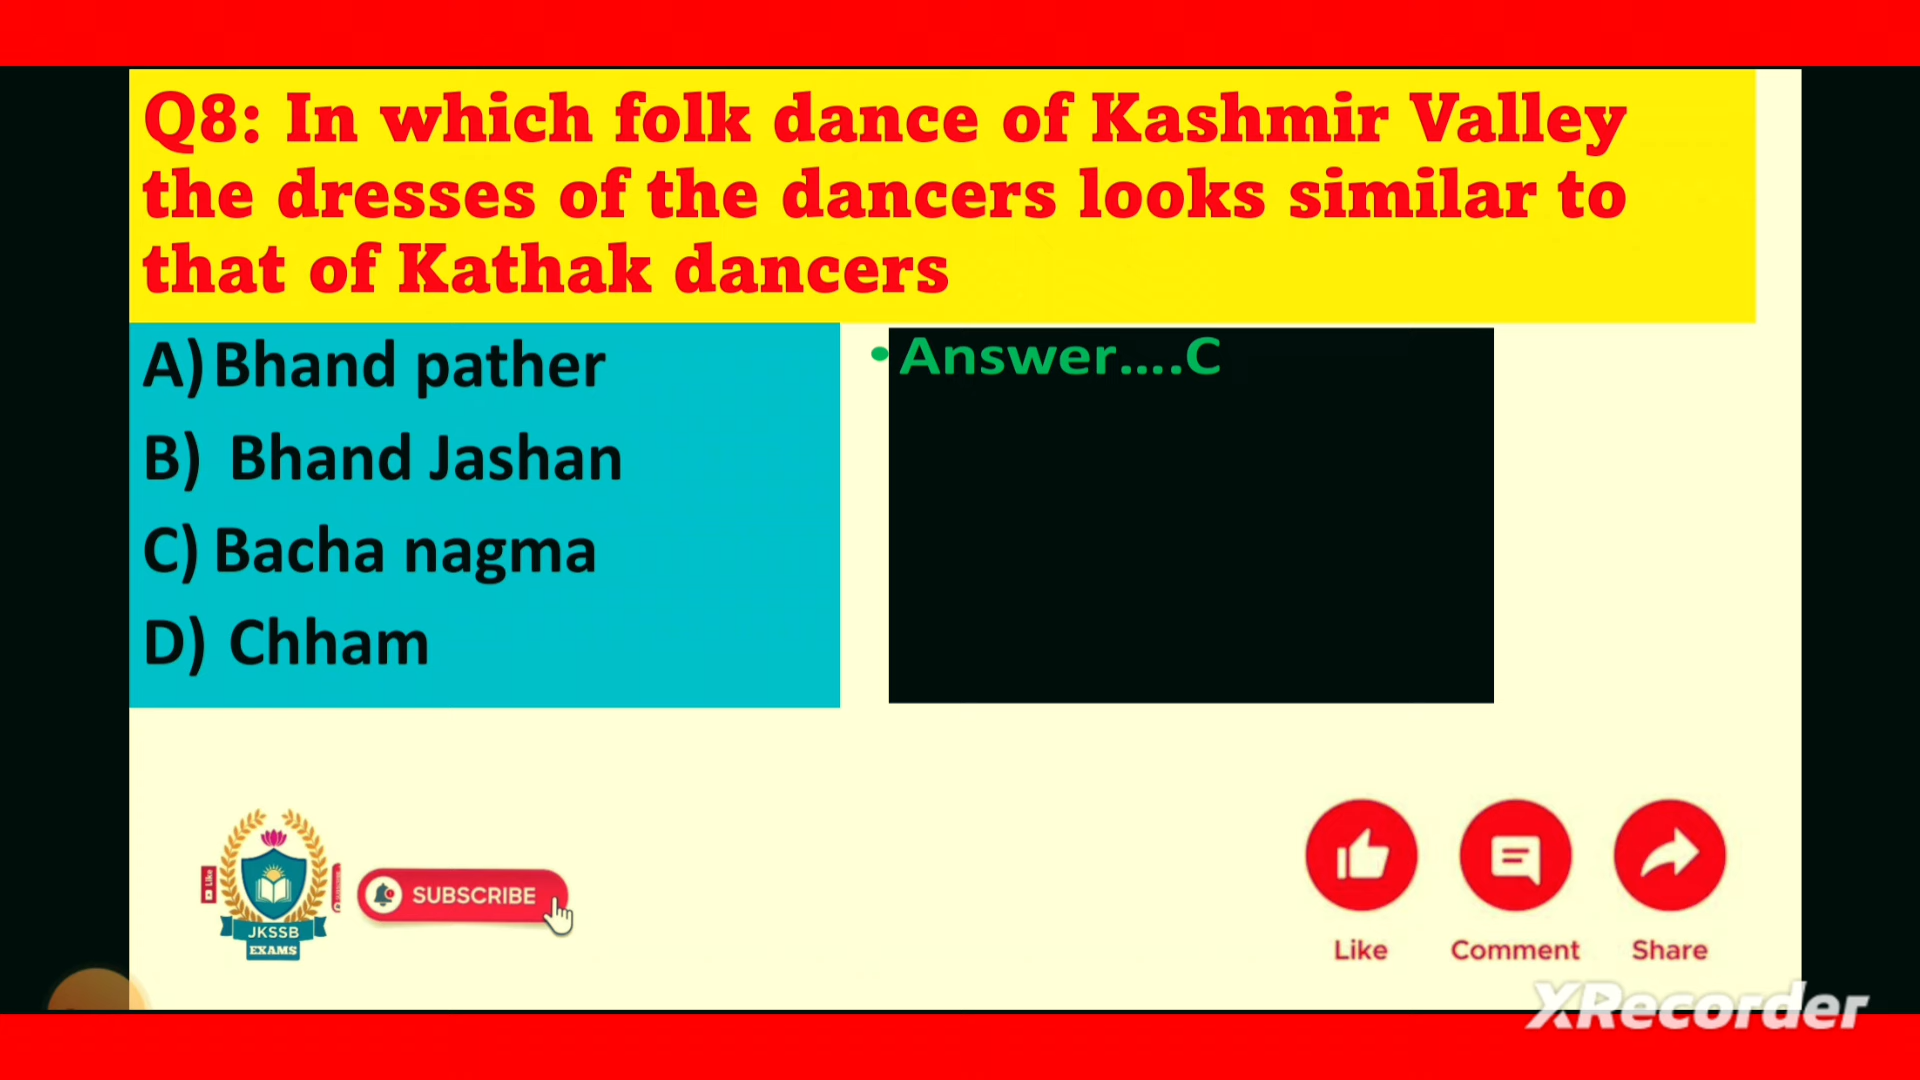 Q8: In which folk dance of Kashmir Valley
the dresses of the dancers looks similar to
that of Kathak dancers
A) Bhand pather
B) Bhand Jashan
C) Bacha nagma
D) Chham
• Answer....C
Like
JKSSB
EXAMS
SUBSCRIBE
Like
Comment
Share
XRecorder